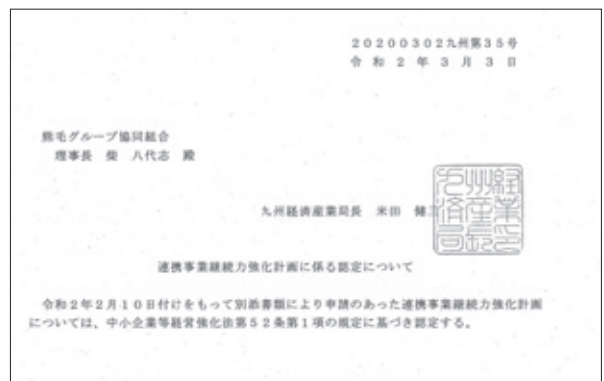 20200302九州第35号
令和2年3月3日
熊毛グループ協同組合
理事長 柴 八代志 殿
九州経済産業局長 米田 健
連携事業継続力強化計画に係る認定について
令和2年2月10日付けをもって別添書類により申請のあった連携事業継続力強化計画
については、中小企業等経営強化法第52条第1項の規定に基づき認定する。